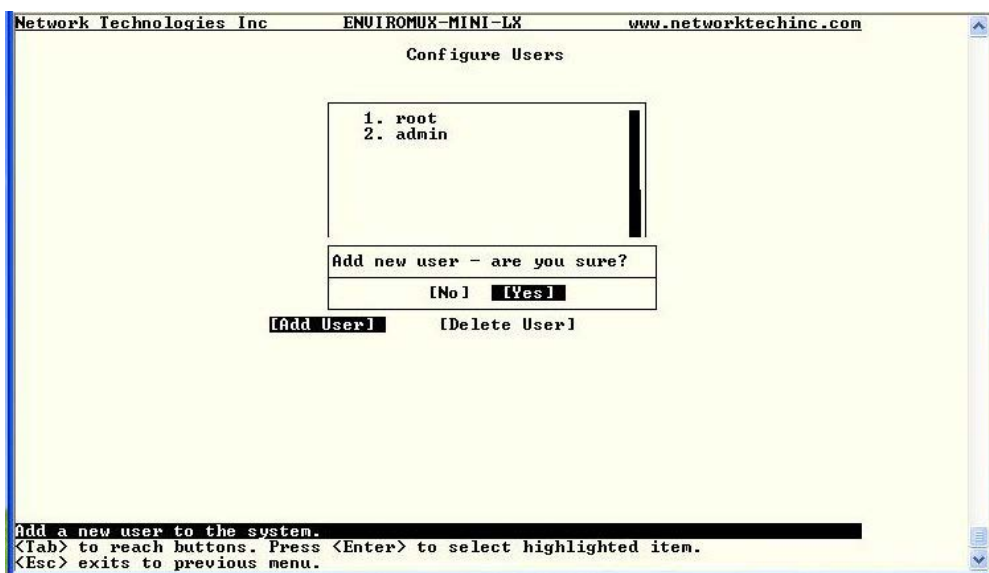 Network Technologies Inc ENVIROMUX-MINI-LX www.networktechinc.com
Configure Users
1. root
2. admin
Add new user - are you sure?
[No] [Yes]
[Add User] [Delete User]
Add a new user to the system.
<Tab> to reach buttons. Press <Enter> to select highlighted item.
<Esc> exits to previous menu.